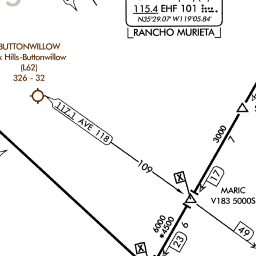 115.4 EHF 101
N35°29.07' W119°05.84'
RANCHO MURIETA
BUTTONWILLOW
Hills-Buttonwillow
(L62)
326 - 32
117.1 AVE 118
109
3000
7
17
MARIC
V183 5000S
6000
*4500
6
49
23